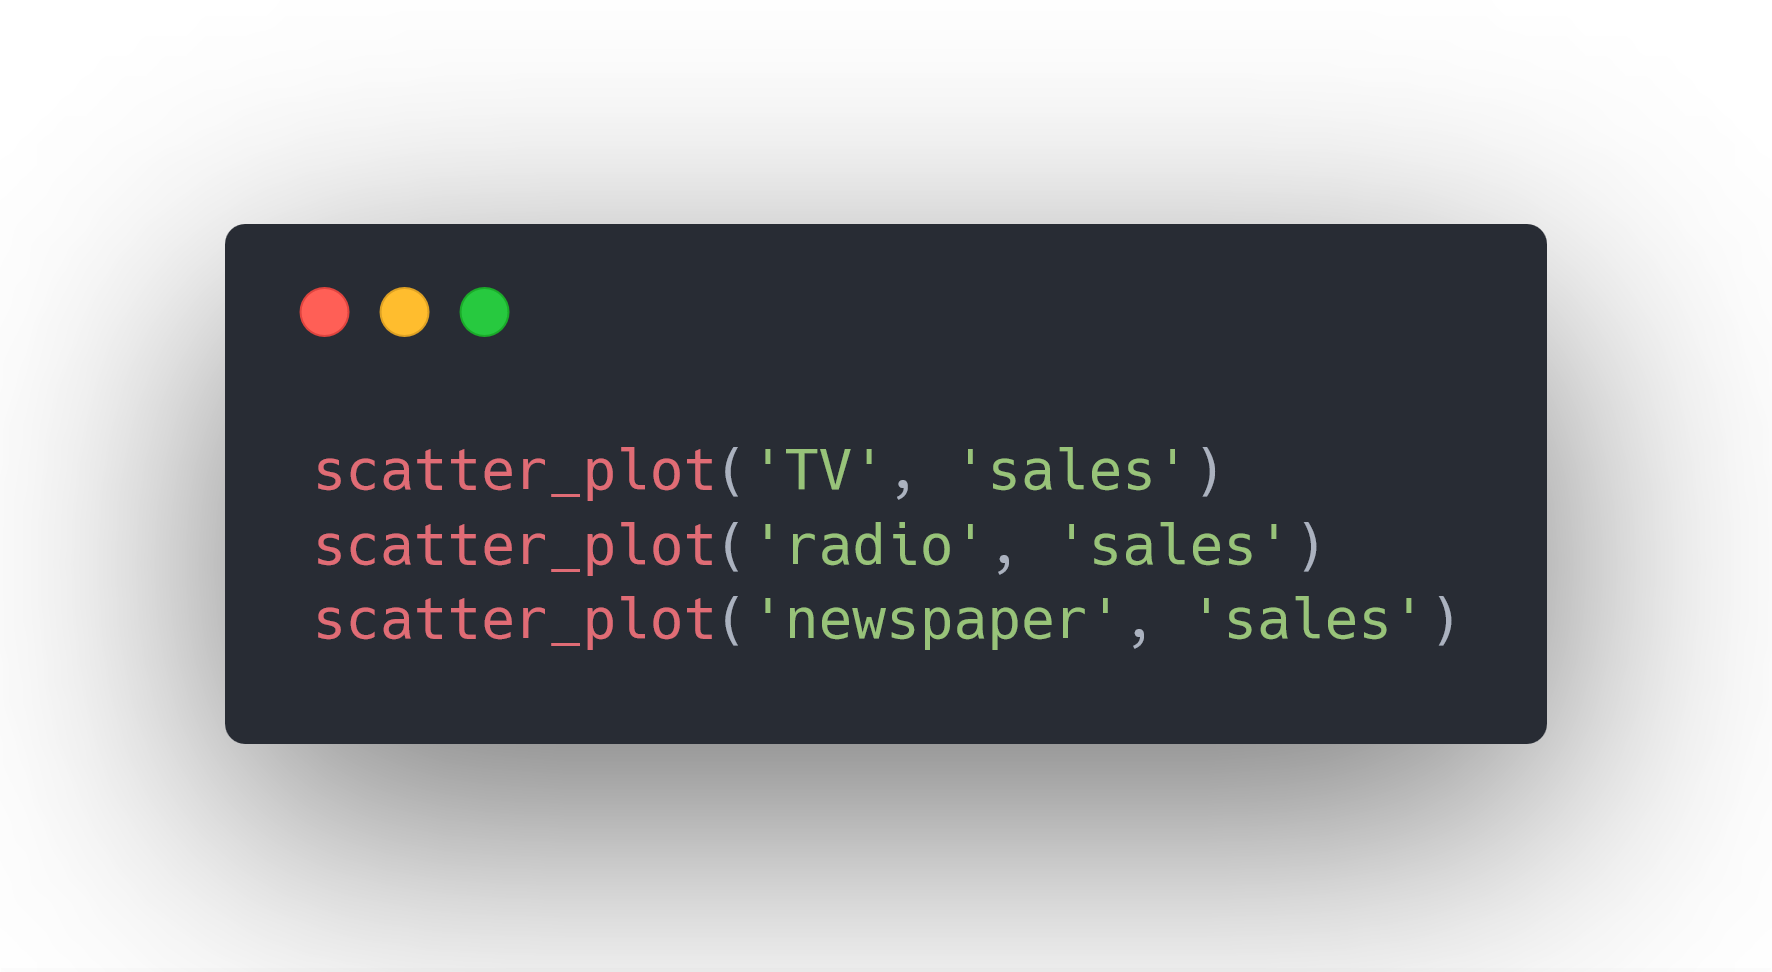 scatter_plot('TV', 'sales')
scatter_plot('radio', 'sales')
scatter_plot('newspaper', 'sales')